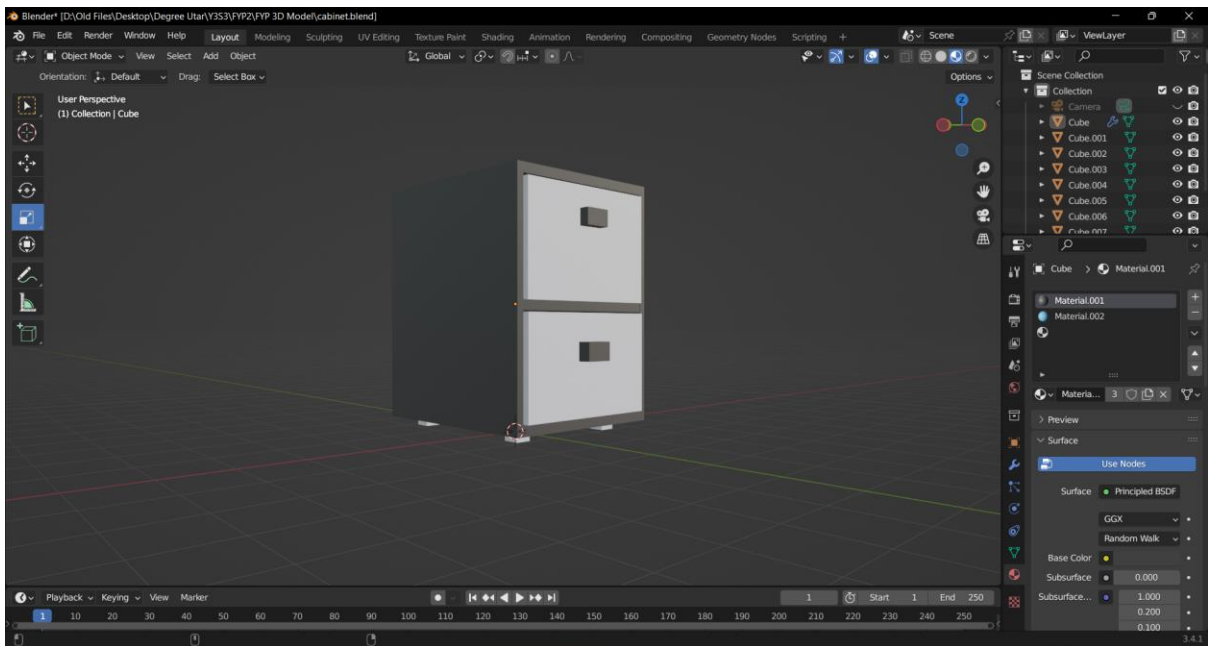 Blender* [D:\Old Files\Desktop\Degree Utar\Y3S3\FYP2\FYP 3D Model\cabinet.blend]
File Edit Render Window Help Layout Modeling Sculpting UV Editing Texture Paint Shading Animation Rendering Compositing Geometry Nodes Scripting + Scene ViewLayer
Object Mode View Select Add Object Global
Orientation: Default Drag: Select Box Options
User Perspective
(1) Collection | Cube
Z
Scene Collection
Collection
Camera
Cube
Cube.001
Cube.002
Cube.003
Cube.004
Cube.005
Cube.006
Cube.007
Cube > Material.001
Material.001
Material.002
Materia... 3
Preview
Surface
Use Nodes
Surface Principled BSDF
GGX
Random Walk
Base Color
Subsurface 0.000
Subsurface... 1.000
0.200
0.100
Playback Keying View Marker 1 Start 1 End 250
1 10 20 30 40 50 60 70 80 90 100 110 120 130 140 150 160 170 180 190 200 210 220 230 240 250
3.4.1